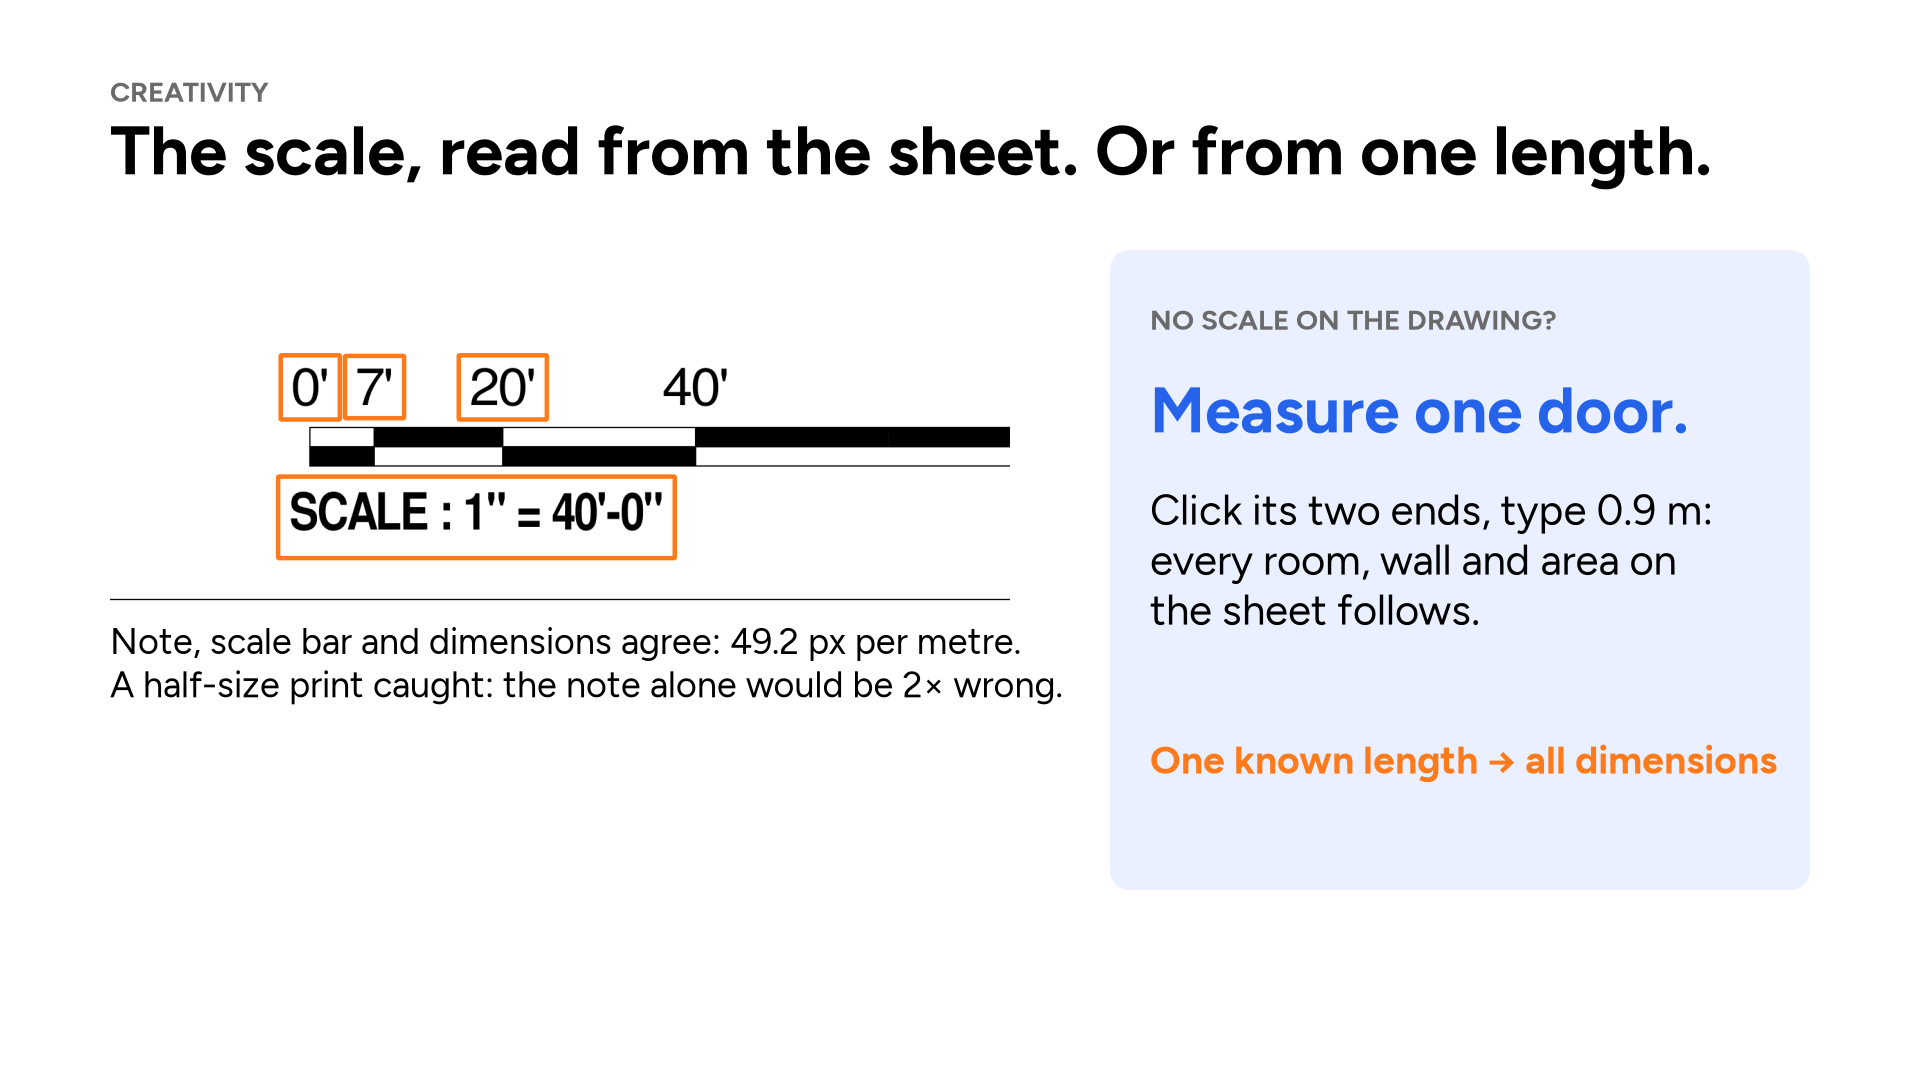 CREATIVITY
The scale, read from the sheet. Or from one length.
0' 7' 20' 40'
SCALE : 1" = 40'-0"
Note, scale bar and dimensions agree: 49.2 px per metre.
A half-size print caught: the note alone would be 2× wrong.
NO SCALE ON THE DRAWING?
Measure one door.
Click its two ends, type 0.9 m:
every room, wall and area on
the sheet follows.
One known length → all dimensions